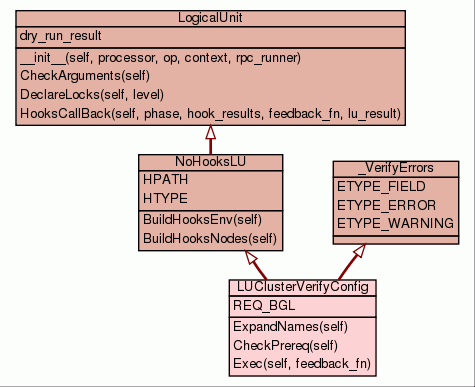 LogicalUnit
dry_run_result
__init__(self, processor, op, context, rpc_runner)
CheckArguments(self)
DeclareLocks(self, level)
HooksCallBack(self, phase, hook_results, feedback_fn, lu_result)
NoHooksLU
HPATH
HTYPE
BuildHooksEnv(self)
BuildHooksNodes(self)
_VerifyErrors
ETYPE_FIELD
ETYPE_ERROR
ETYPE_WARNING
LUClusterVerifyConfig
REQ_BGL
ExpandNames(self)
CheckPrereq(self)
Exec(self, feedback_fn)